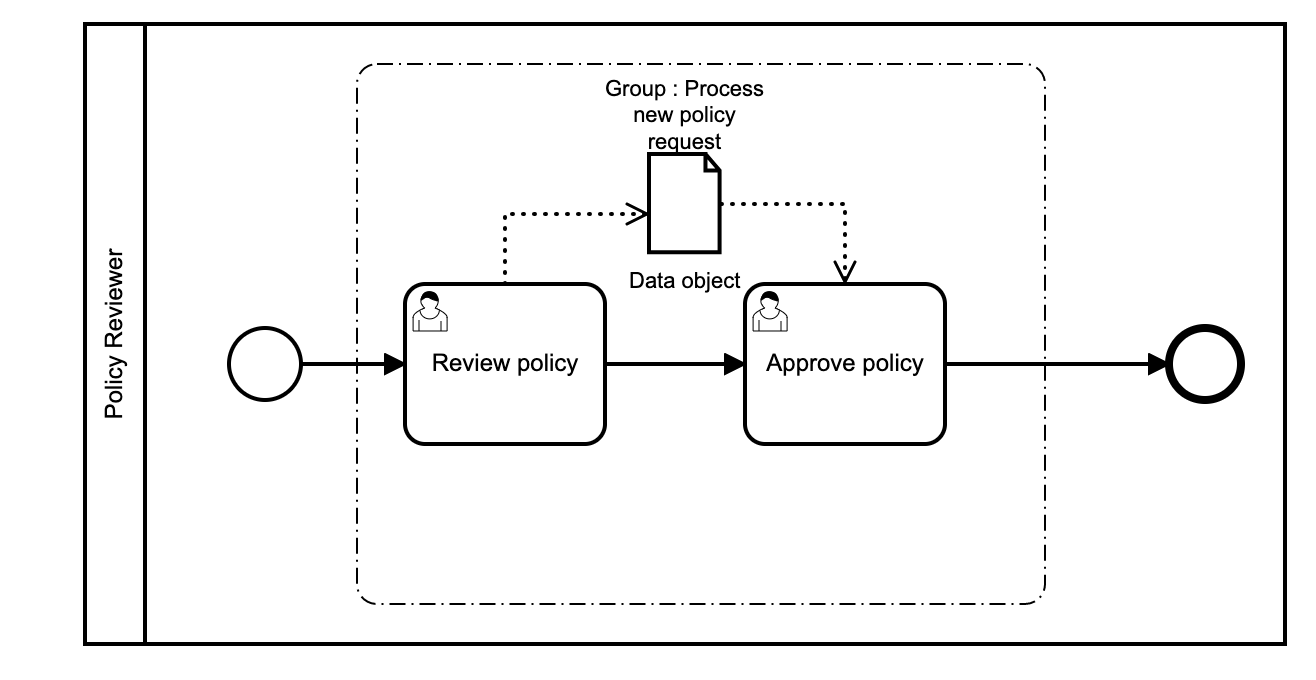 Policy Reviewer
Group : Process
new policy
request
Data object
Review policy
Approve policy